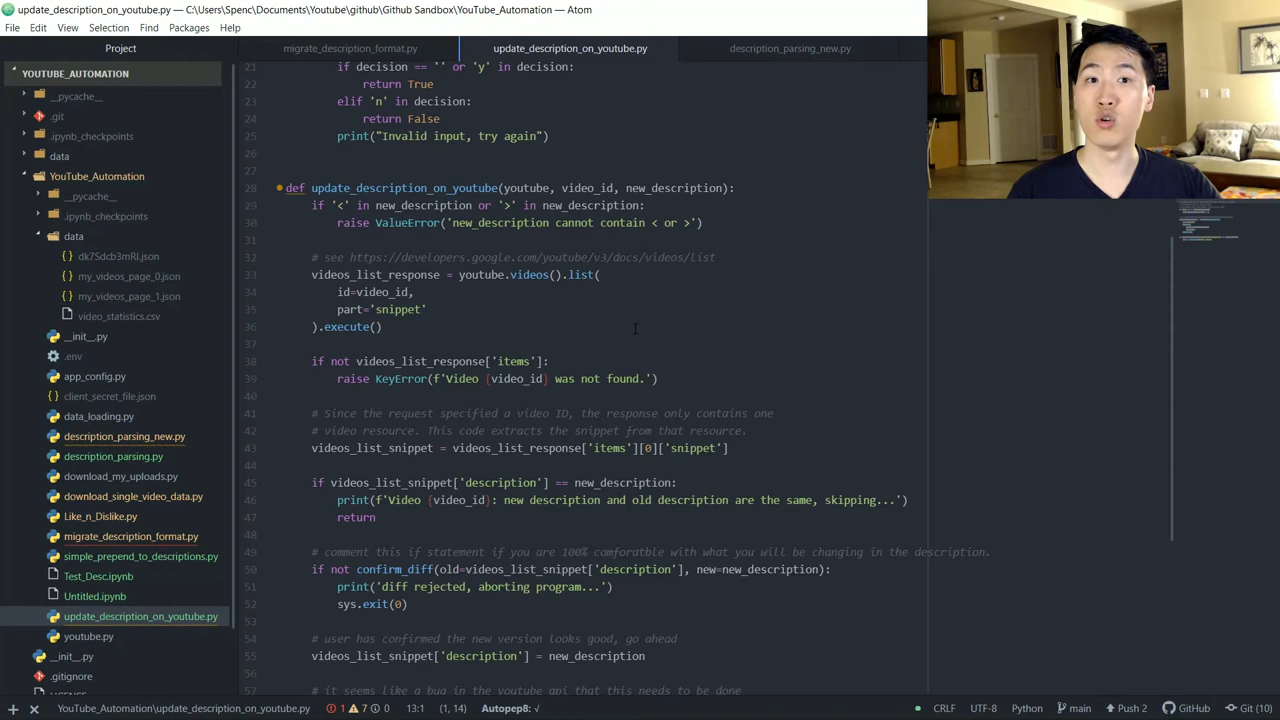 update_description_on_youtube.py — C:\Users\Spenc\Documents\Youtube\github\Github Sandbox\YouTube_Automation — Atom
File Edit View Selection Find Packages Help
Project
migrate_description_format.py
update_description_on_youtube.py
description_parsing_new.py
YOUTUBE_AUTOMATION
__pycache__
.git
.ipynb_checkpoints
data
YouTube_Automation
__pycache__
.ipynb_checkpoints
data
dk7Sdcb3mRI.json
my_videos_page_0.json
my_videos_page_1.json
video_statistics.csv
__init__.py
.env
app_config.py
client_secret_file.json
data_loading.py
description_parsing_new.py
description_parsing.py
download_my_uploads.py
download_single_video_data.py
Like_n_Dislike.py
migrate_description_format.py
simple_prepend_to_descriptions.py
Test_Desc.ipynb
Untitled.ipynb
update_description_on_youtube.py
youtube.py
__init__.py
.gitignore
LICENSE
21 if decision == '' or 'y' in decision:
22 return True
23 elif 'n' in decision:
24 return False
25 print("Invalid input, try again")
26
27
28 def update_description_on_youtube(youtube, video_id, new_description):
29 if '<' in new_description or '>' in new_description:
30 raise ValueError('new_description cannot contain < or >')
31
32 # see https://developers.google.com/youtube/v3/docs/videos/list
33 videos_list_response = youtube.videos().list(
34 id=video_id,
35 part='snippet'
36 ).execute()
37
38 if not videos_list_response['items']:
39 raise KeyError(f'Video {video_id} was not found.')
40
41 # Since the request specified a video ID, the response only contains one
42 # video resource. This code extracts the snippet from that resource.
43 videos_list_snippet = videos_list_response['items'][0]['snippet']
44
45 if videos_list_snippet['description'] == new_description:
46 print(f'Video {video_id}: new description and old description are the same, skipping...')
47 return
48
49 # comment this if statement if you are 100% comforatble with what you will be changing in the description.
50 if not confirm_diff(old=videos_list_snippet['description'], new=new_description):
51 print('diff rejected, aborting program...')
52 sys.exit(0)
53
54 # user has confirmed the new version looks good, go ahead
55 videos_list_snippet['description'] = new_description
56
57 # it seems like a bug in the youtube api that this needs to be done
YouTube_Automation\update_description_on_youtube.py 1 7 0 13:1 (1, 14) Autopep8: √ CRLF UTF-8 Python main Push 2 GitHub Git (10)